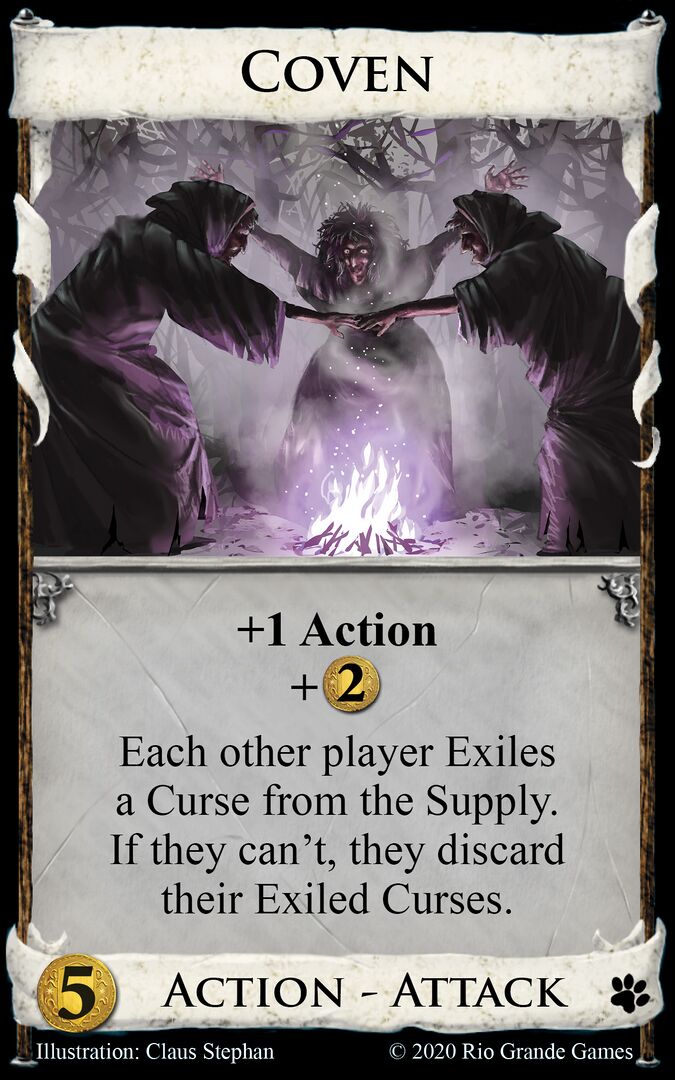 Coven
+1 Action
+2
Each other player Exiles
a Curse from the Supply.
If they can't, they discard
their Exiled Curses.
5 Action - Attack
Illustration: Claus Stephan © 2020 Rio Grande Games